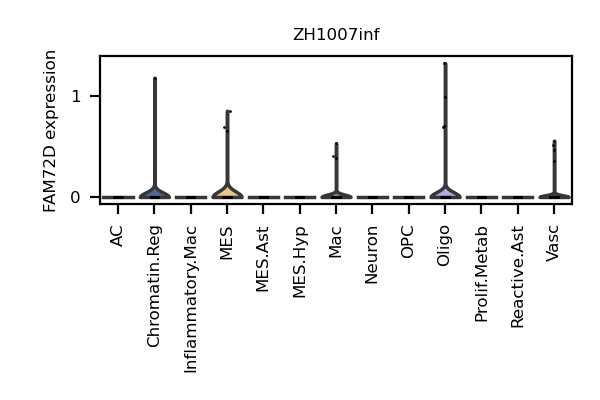 ZH1007inf
FAM72D expression
1
0
AC
Chromatin.Reg
Inflammatory.Mac
MES
MES.Ast
MES.Hyp
Mac
Neuron
OPC
Oligo
Prolif.Metab
Reactive.Ast
Vasc